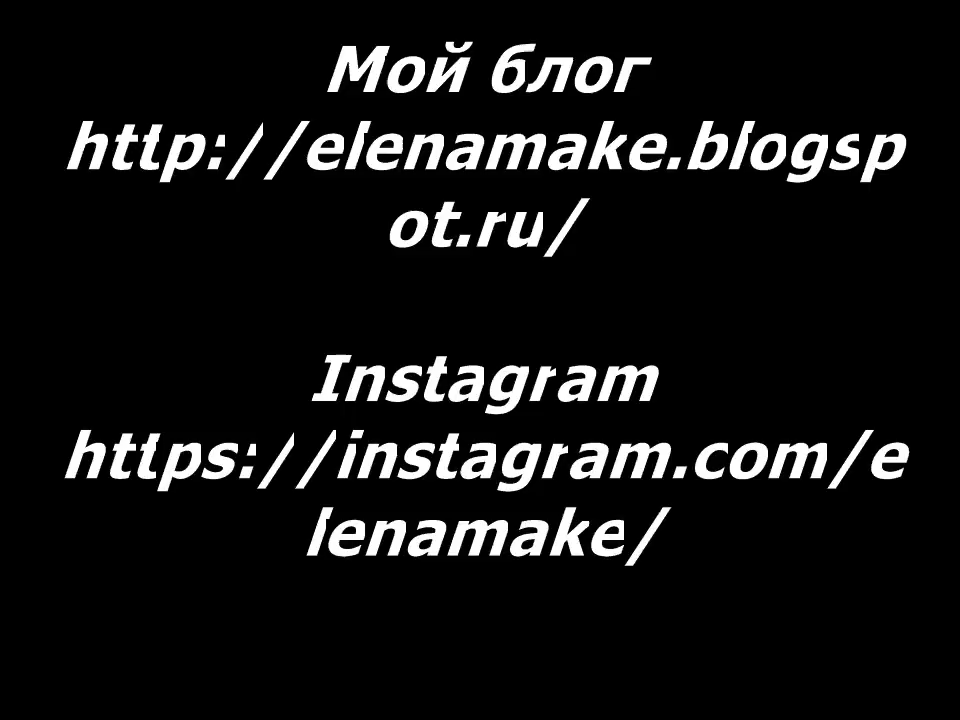 Мой блог
http://elenamake.blogsp
ot.ru/
Instagram
https://instagram.com/e
lenamake/